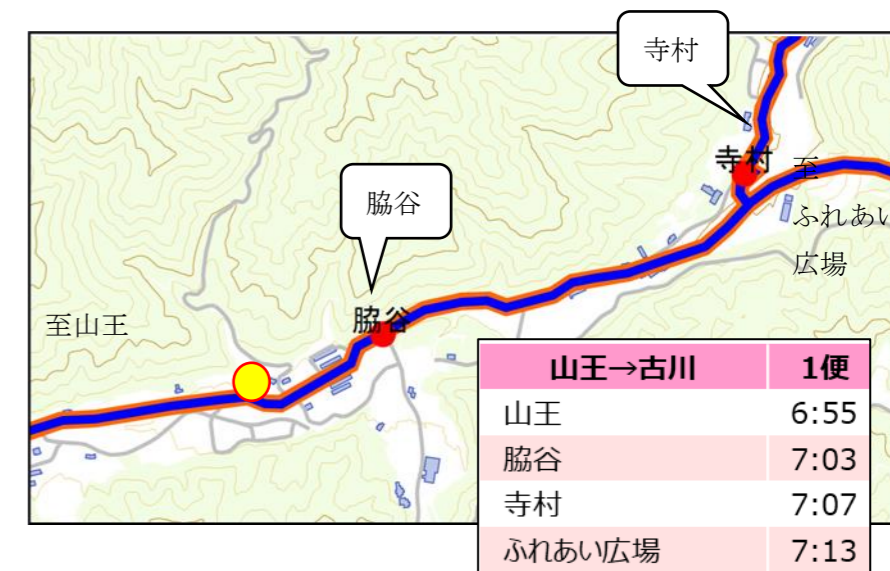 寺村
寺村
至
ふれあい
広場
脇谷
脇谷
至山王
山王→古川 1便
山王 6:55
脇谷 7:03
寺村 7:07
ふれあい広場 7:13